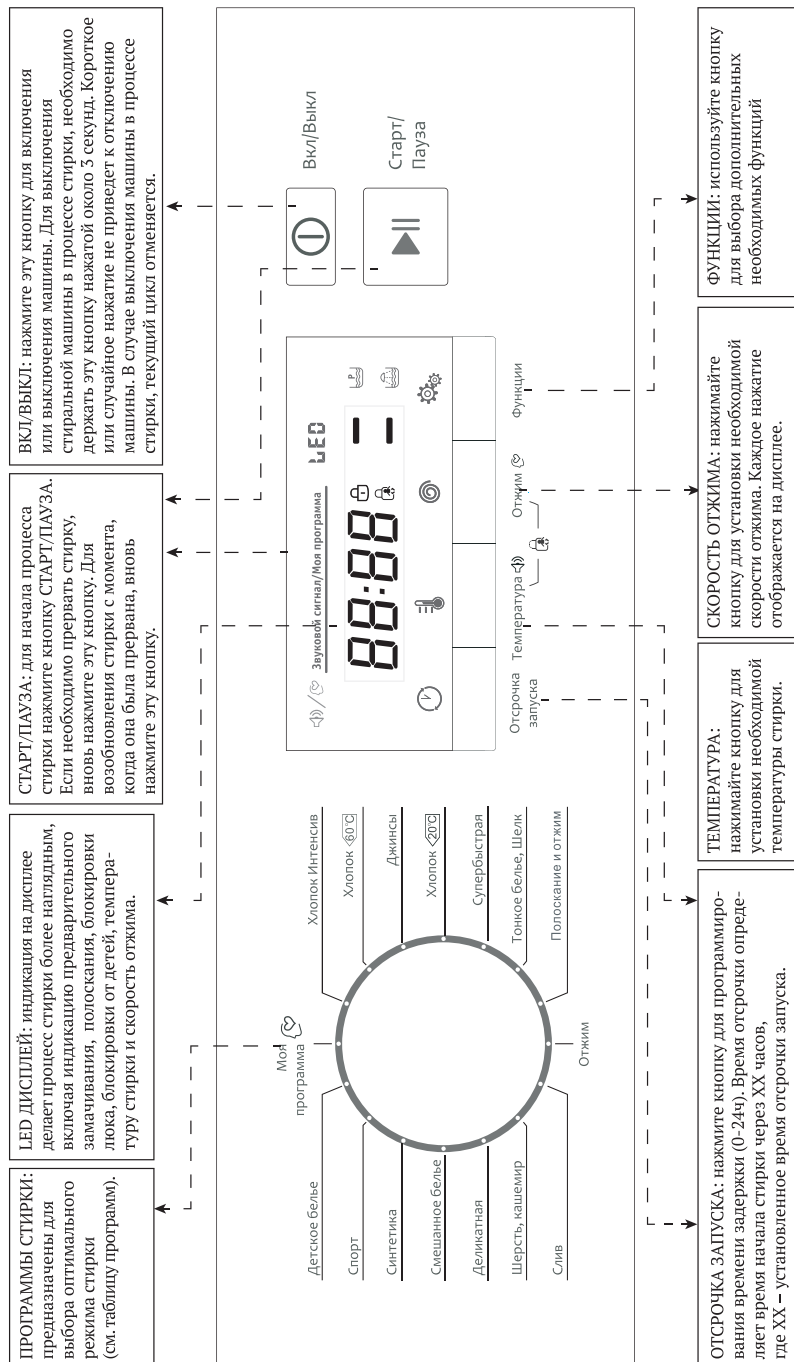 ПРОГРАММЫ СТИРКИ:
предназначены для
выбора оптимального
режима стирки
(см. таблицу программ).
LED ДИСПЛЕЙ: индикация на дисплее
делает процесс стирки более наглядным,
включая индикацию предварительного
замачивания, полоскания, блокировки
люка, блокировки от детей, темпера-
туру стирки и скорость отжима.
СТАРТ/ПАУЗА: для начала процесса
стирки нажмите кнопку СТАРТ/ПАУЗА.
Если необходимо прервать стирку,
вновь нажмите эту кнопку. Для
возобновления стирки с момента,
когда она была прервана, вновь
нажмите эту кнопку.
ВКЛ/ВЫКЛ: нажмите эту кнопку для включения
или выключения машины. Для выключения
стиральной машины в процессе стирки, необходимо
держать эту кнопку нажатой около 3 секунд. Короткое
или случайное нажатие не приведет к отключению
машины. В случае выключения машины в процессе
стирки, текущий цикл отменяется.
Моя
программа
Детское белье
Спорт
Синтетика
Смешанное белье
Деликатная
Шерсть, кашемир
Слив
Отжим
Хлопок Интенсив
Хлопок 60°C
Джинсы
Хлопок 20°C
Супербыстрая
Тонкое белье, Шелк
Полоскание и отжим
Звуковой сигнал/Моя программа
LED
88:88
P
Отсрочка
запуска
Температура
Отжим
Функции
Вкл/Выкл
Старт/
Пауза
ОТСРОЧКА ЗАПУСКА: нажмите кнопку для программиро-
вания времени задержки (0-24ч). Время отсрочки опреде-
ляет время начала стирки через XX часов,
где XX – установленное время отсрочки запуска.
ТЕМПЕРАТУРА:
нажимайте кнопку для
установки необходимой
температуры стирки.
СКОРОСТЬ ОТЖИМА: нажимайте
кнопку для установки необходимой
скорости отжима. Каждое нажатие
отображается на дисплее.
ФУНКЦИИ: используйте кнопку
для выбора дополнительных
необходимых функций